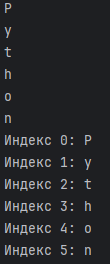 P
y
t
h
o
n
Индекс 0: P
Индекс 1: y
Индекс 2: t
Индекс 3: h
Индекс 4: o
Индекс 5: n